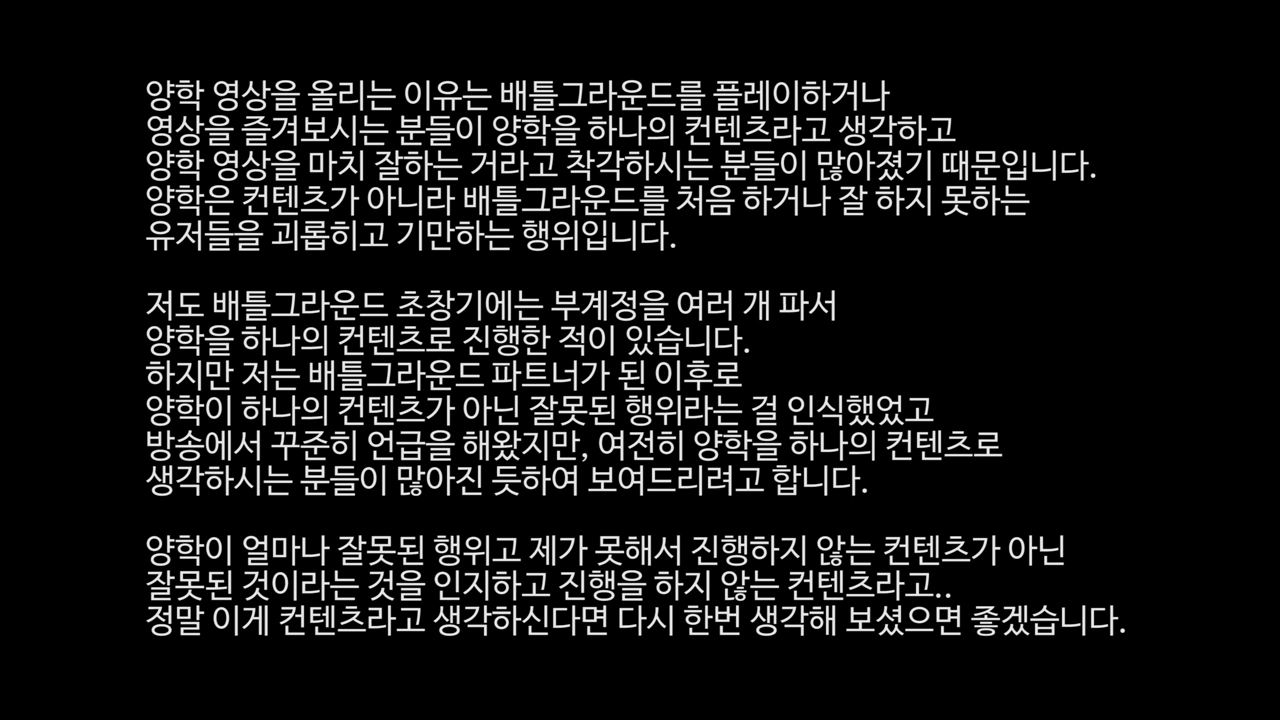 양학 영상을 올리는 이유는 배틀그라운드를 플레이하거나
영상을 즐겨보시는 분들이 양학을 하나의 컨텐츠라고 생각하고
양학 영상을 마치 잘하는 거라고 착각하시는 분들이 많아졌기 때문입니다.
양학은 컨텐츠가 아니라 배틀그라운드를 처음 하거나 잘 하지 못하는
유저들을 괴롭히고 기만하는 행위입니다.
저도 배틀그라운드 초창기에는 부계정을 여러 개 파서
양학을 하나의 컨텐츠로 진행한 적이 있습니다.
하지만 저는 배틀그라운드 파트너가 된 이후로
양학이 하나의 컨텐츠가 아닌 잘못된 행위라는 걸 인식했었고
방송에서 꾸준히 언급을 해왔지만, 여전히 양학을 하나의 컨텐츠로
생각하시는 분들이 많아진 듯하여 보여드리려고 합니다.
양학이 얼마나 잘못된 행위고 제가 못해서 진행하지 않는 컨텐츠가 아닌
잘못된 것이라는 것을 인지하고 진행을 하지 않는 컨텐츠라고..
정말 이게 컨텐츠라고 생각하신다면 다시 한번 생각해 보셨으면 좋겠습니다.